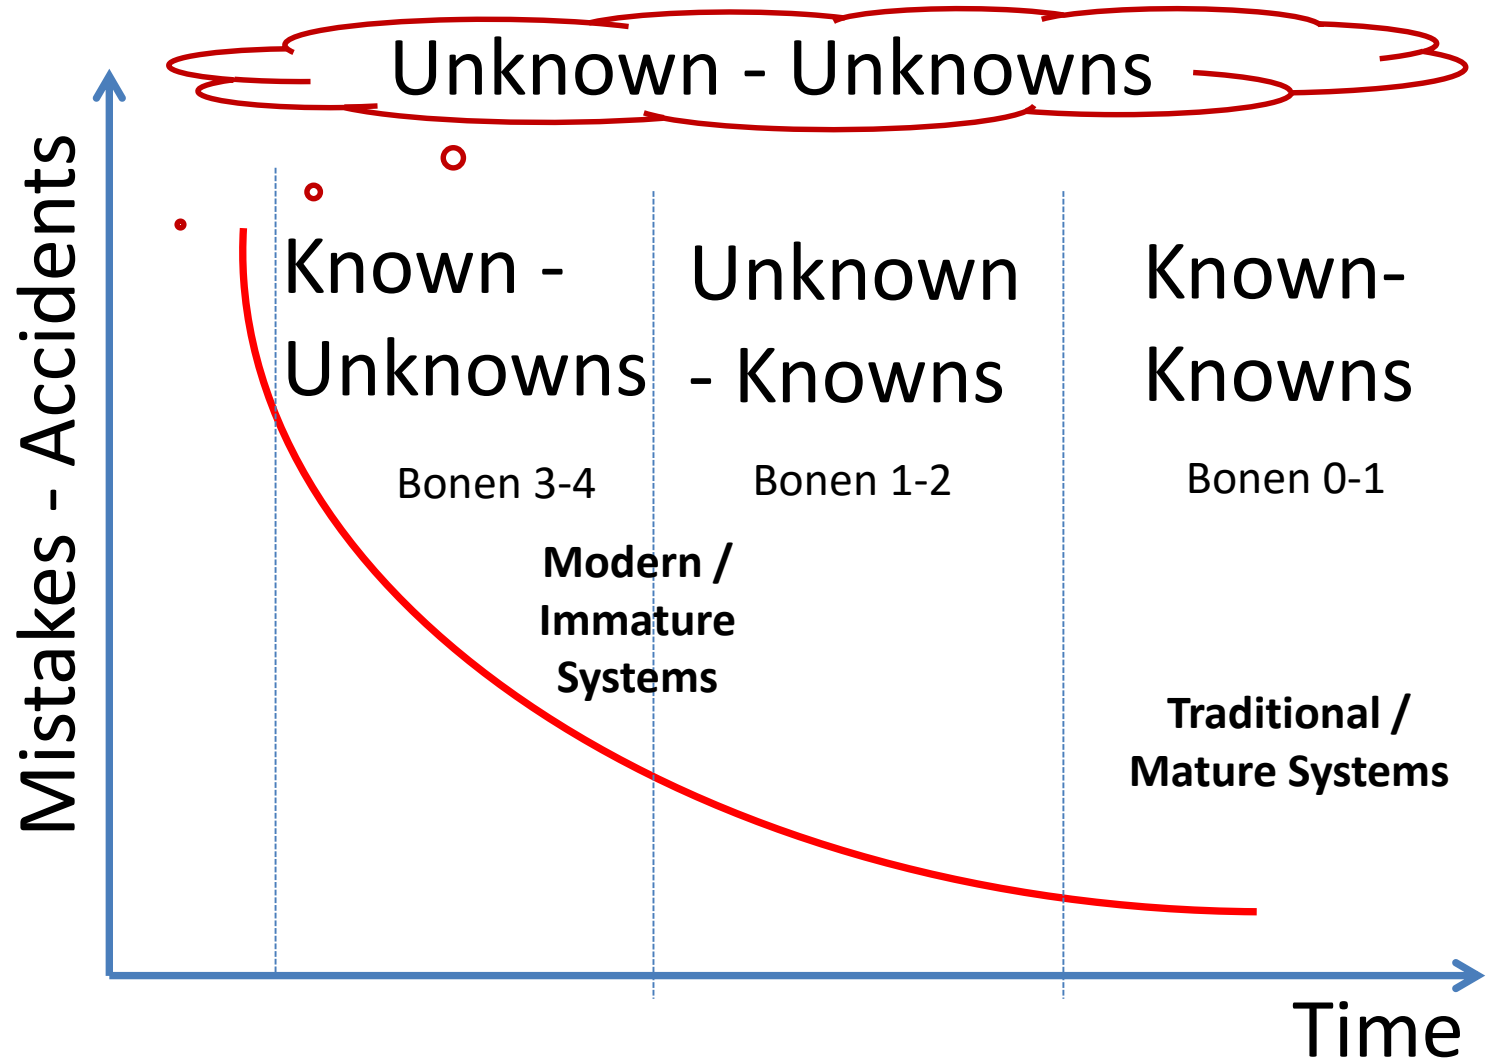 Unknown - Unknowns
Mistakes - Accidents
Known -
Unknowns
Bonen 3-4
Unknown
- Knowns
Bonen 1-2
Known-
Knowns
Bonen 0-1
Modern /
Immature
Systems
Traditional /
Mature Systems
Time